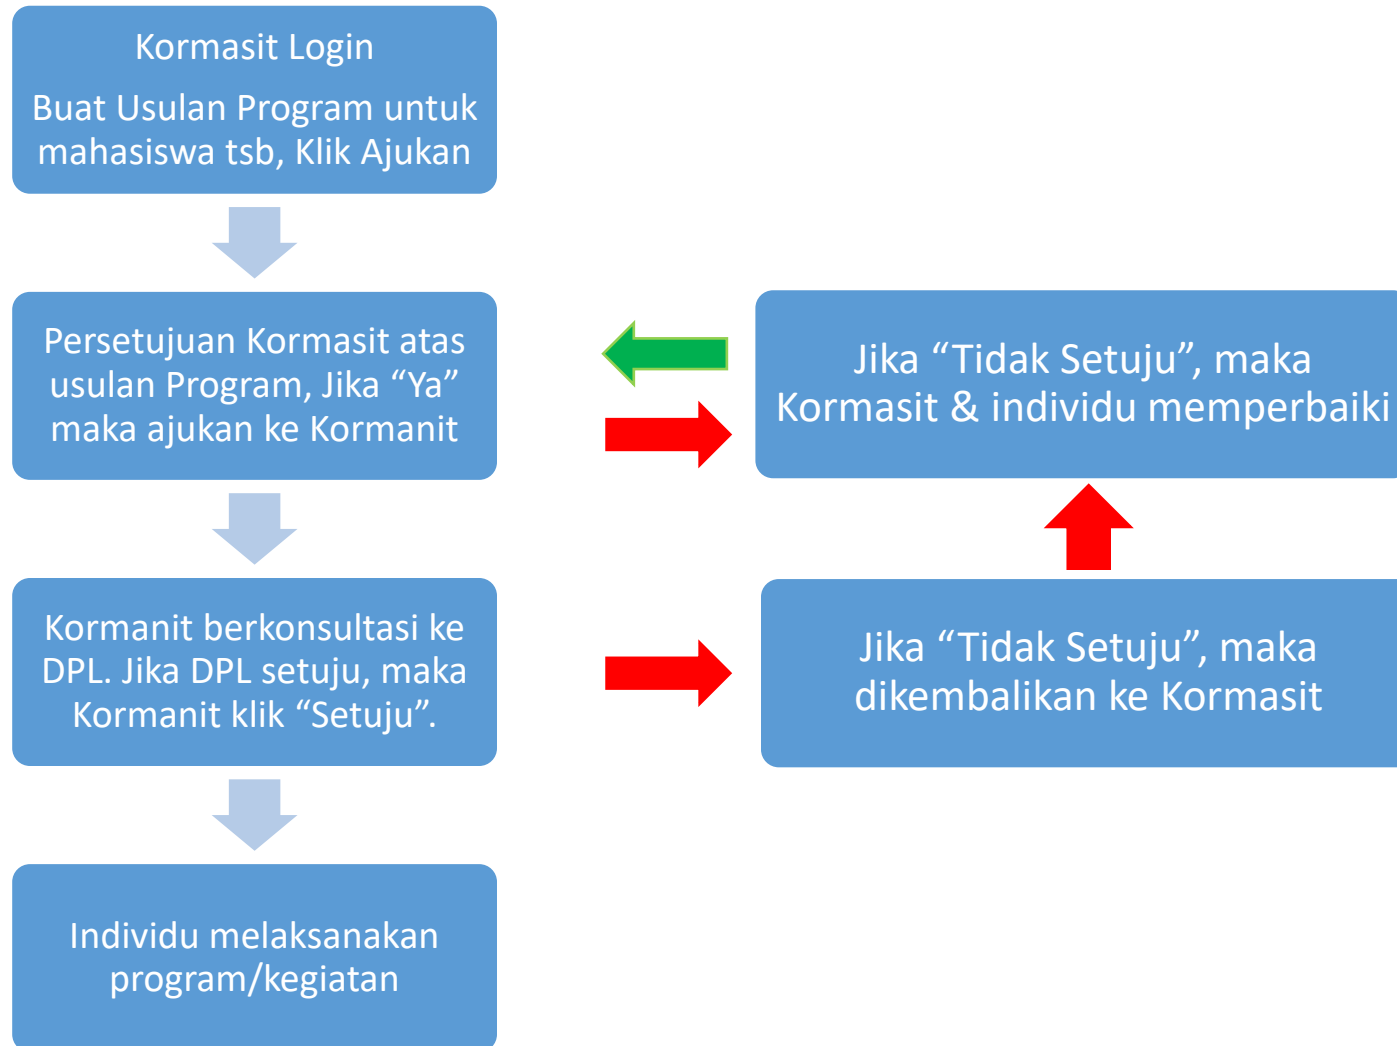 Kormasit Login
Buat Usulan Program untuk
mahasiswa tsb, Klik Ajukan
Persetujuan Kormasit atas
usulan Program, Jika “Ya”
maka ajukan ke Kormanit
Jika “Tidak Setuju”, maka
Kormasit & individu memperbaiki
Kormanit berkonsultasi ke
DPL. Jika DPL setuju, maka
Kormanit klik “Setuju”.
Jika “Tidak Setuju”, maka
dikembalikan ke Kormasit
Individu melaksanakan
program/kegiatan